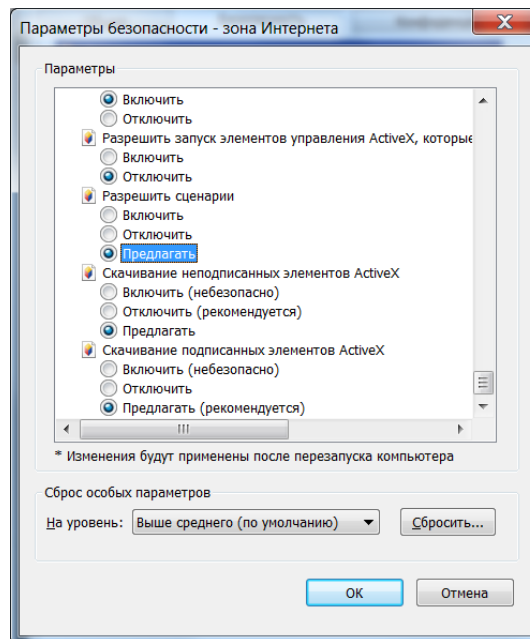 Параметры безопасности - зона Интернета
Параметры
Включить
Отключить
Разрешить запуск элементов управления ActiveX, которые
Включить
Отключить
Разрешить сценарии
Включить
Отключить
Предлагать
Скачивание неподписанных элементов ActiveX
Включить (небезопасно)
Отключить (рекомендуется)
Предлагать
Скачивание подписанных элементов ActiveX
Включить (небезопасно)
Отключить
Предлагать (рекомендуется)
* Изменения будут применены после перезапуска компьютера
Сброс особых параметров
На уровень: Выше среднего (по умолчанию) Сбросить...
ОК Отмена